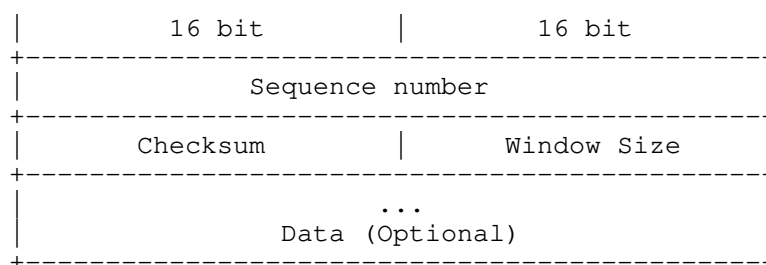 | 16 bit | 16 bit
+-----------------------------------------------
| Sequence number
+-----------------------------------------------
| Checksum | Window Size
+-----------------------------------------------
| ...
| Data (Optional)
+-----------------------------------------------